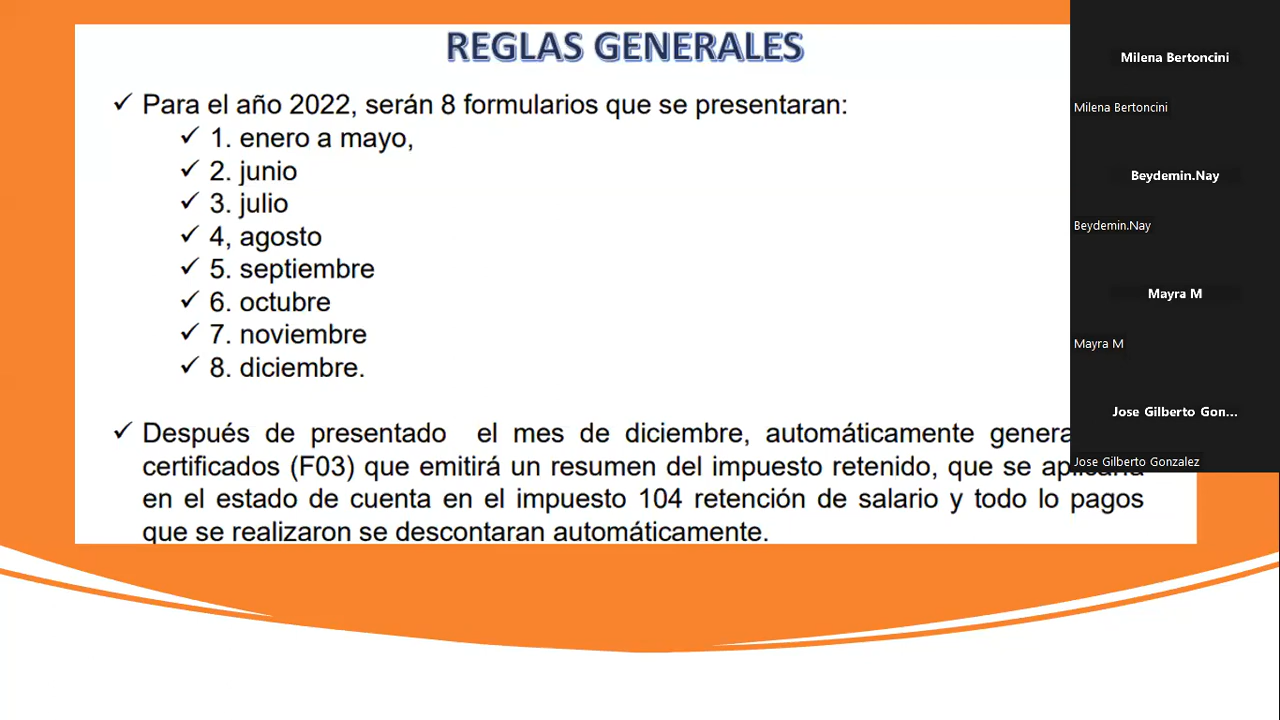 REGLAS GENERALES
✓ Para el año 2022, serán 8 formularios que se presentaran:
✓ 1. enero a mayo,
✓ 2. junio
✓ 3. julio
✓ 4, agosto
✓ 5. septiembre
✓ 6. octubre
✓ 7. noviembre
✓ 8. diciembre.
✓ Después de presentado el mes de diciembre, automáticamente genera
certificados (F03) que emitirá un resumen del impuesto retenido, que se
en el estado de cuenta en el impuesto 104 retención de salario y todo lo pagos
que se realizaron se descontaran automáticamente.
Milena Bertoncini
Milena Bertoncini
Beydemin.Nay
Beydemin.Nay
Mayra M
Mayra M
Jose Gilberto Gon...
Jose Gilberto Gonzalez